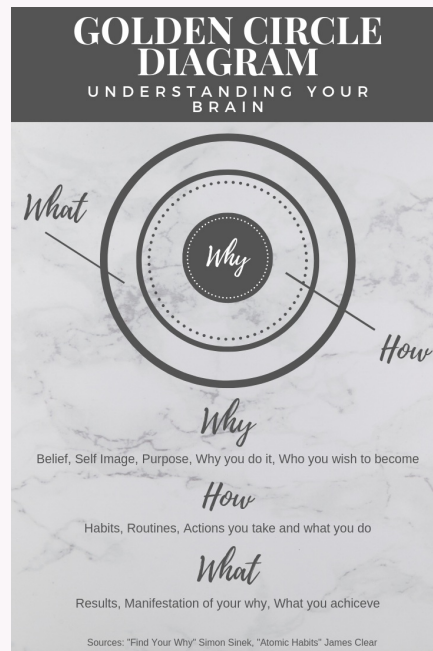 GOLDEN CIRCLE
DIAGRAM
UNDERSTANDING YOUR
BRAIN
What
Why
How
Why
Belief, Self Image, Purpose, Why you do it, Who you wish to become
How
Habits, Routines, Actions you take and what you do
What
Results, Manifestation of your why, What you achiceve
Sources: "Find Your Why" Simon Sinek, "Atomic Habits" James Clear